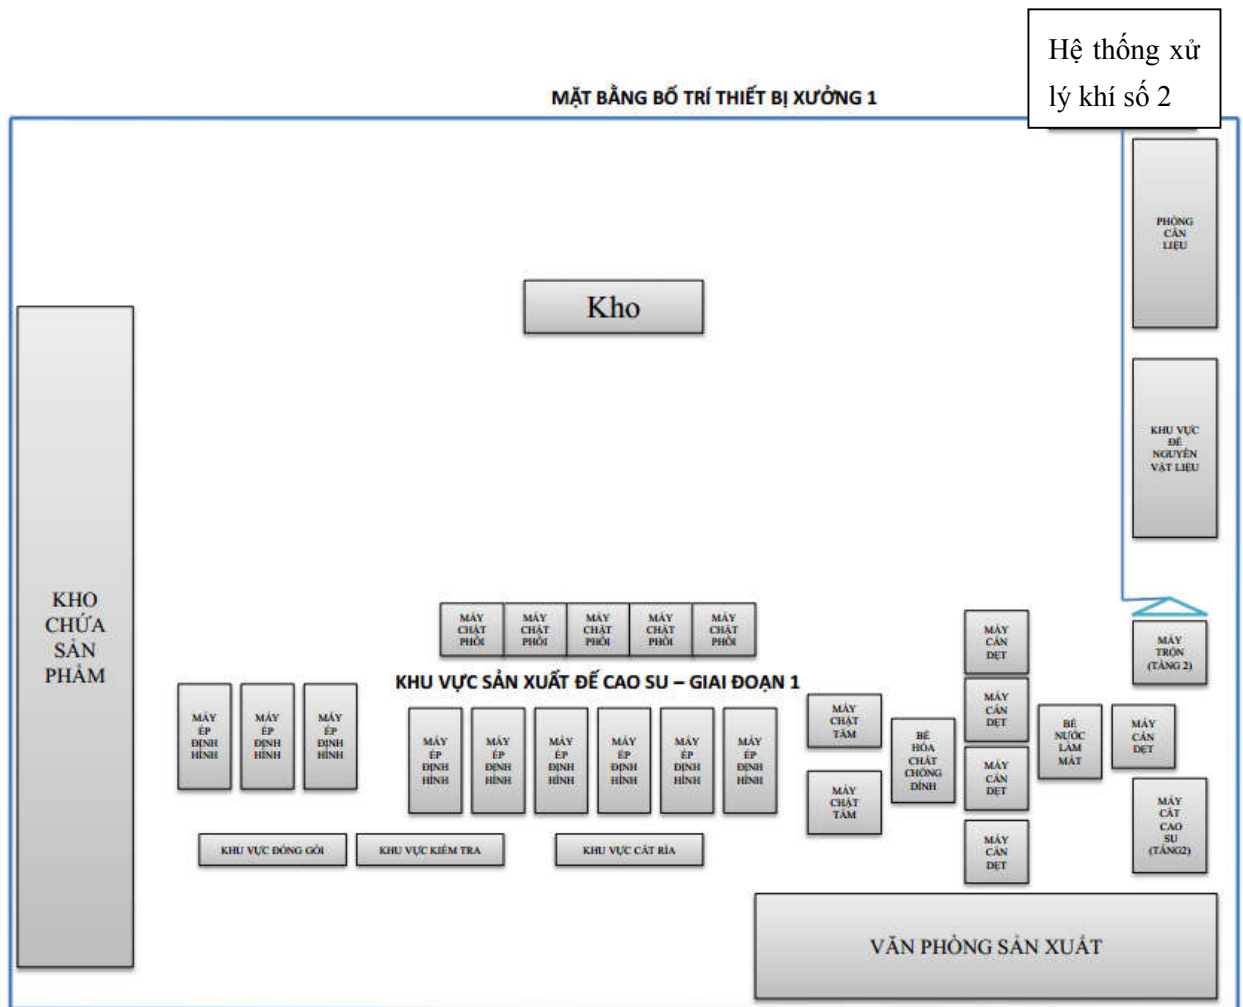 Hệ thống xử
lý khí số 2
MẶT BẰNG BỐ TRÍ THIẾT BỊ XƯỞNG 1
PHÒNG
CÂN
LIỆU
Kho
KHU VỰC
ĐỂ
NGUYÊN
VẬT LIỆU
KHO
CHỨA
SẢN
PHẨM
MÁY
CHẶT
PHÔI
MÁY
CHẶT
PHÔI
MÁY
CHẶT
PHÔI
MÁY
CHẶT
PHÔI
MÁY
CHẶT
PHÔI
MÁY
CÁN
DẸT
MÁY
TRỘN
(TẦNG 2)
KHU VỰC SẢN XUẤT ĐẾ CAO SU – GIAI ĐOẠN 1
MÁY
ÉP
ĐỊNH
HÌNH
MÁY
ÉP
ĐỊNH
HÌNH
MÁY
ÉP
ĐỊNH
HÌNH
MÁY
ÉP
ĐỊNH
HÌNH
MÁY
ÉP
ĐỊNH
HÌNH
MÁY
ÉP
ĐỊNH
HÌNH
MÁY
ÉP
ĐỊNH
HÌNH
MÁY
ÉP
ĐỊNH
HÌNH
MÁY
ÉP
ĐỊNH
HÌNH
MÁY
CHẶT
TẤM
BỂ
HÓA
CHẤT
CHỐNG
DÍNH
MÁY
CÁN
DẸT
BỂ
NƯỚC
LÀM
MÁT
MÁY
CÁN
DẸT
MÁY
CHẶT
TẤM
MÁY
CÁN
DẸT
MÁY
CẮT
CAO
SU
(TẦNG2)
KHU VỰC ĐÓNG GÓI
KHU VỰC KIỂM TRA
KHU VỰC CẮT RÌA
MÁY
CÁN
DẸT
VĂN PHÒNG SẢN XUẤT